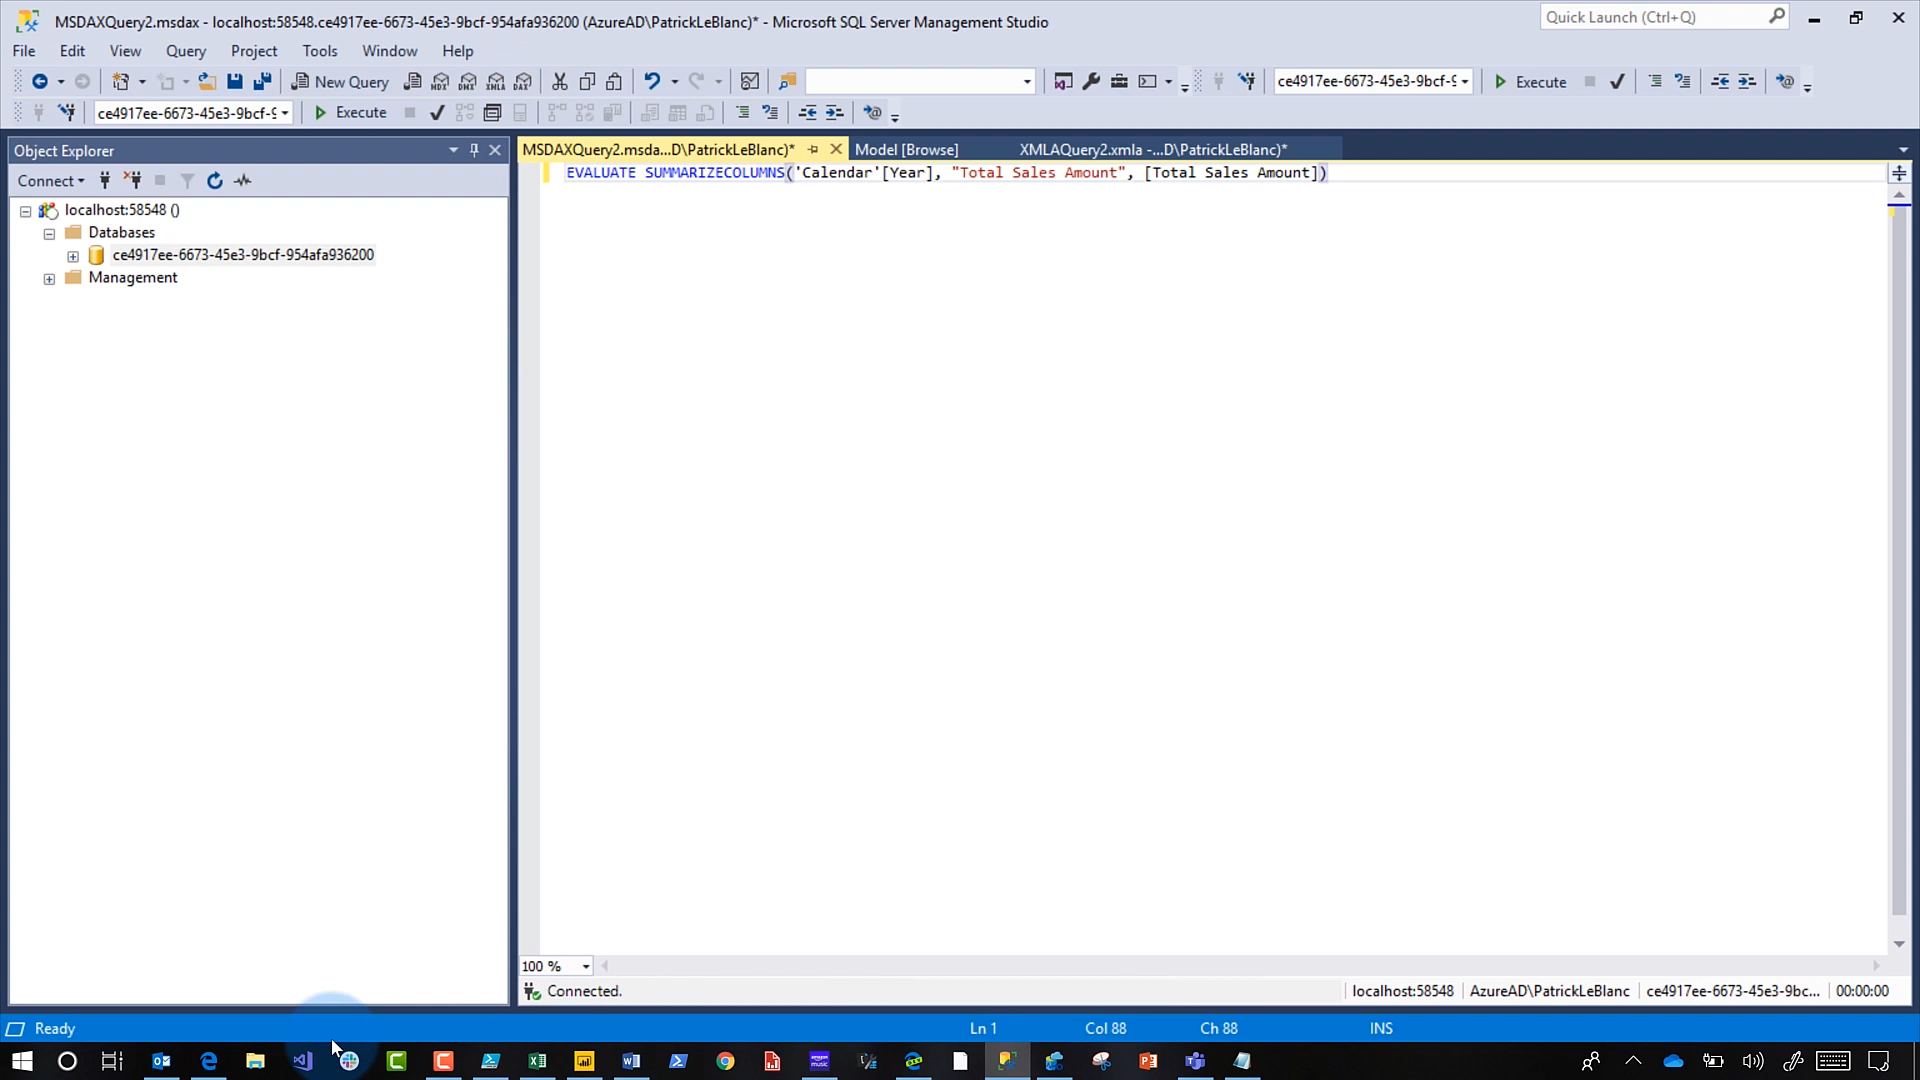 MSDAXQuery2.msdax - localhost:58548.ce4917ee-6673-45e3-9bcf-954afa936200 (AzureAD\PatrickLeBlanc)* - Microsoft SQL Server Management Studio
Quick Launch (Ctrl+Q)
File Edit View Query Project Tools Window Help
New Query MDX DMX XMLA DAX ce4917ee-6673-45e3-9bcf-9 Execute
ce4917ee-6673-45e3-9bcf-9 Execute
Object Explorer
MSDAXQuery2.msda...D\PatrickLeBlanc)* Model [Browse] XMLAQuery2.xmla -...D\PatrickLeBlanc)*
Connect
EVALUATE SUMMARIZECOLUMNS('Calendar'[Year], "Total Sales Amount", [Total Sales Amount])
localhost:58548 ()
Databases
ce4917ee-6673-45e3-9bcf-954afa936200
Management
100 %
Connected. localhost:58548 AzureAD\PatrickLeBlanc ce4917ee-6673-45e3-9bc... 00:00:00
Ready Ln 1 Col 88 Ch 88 INS